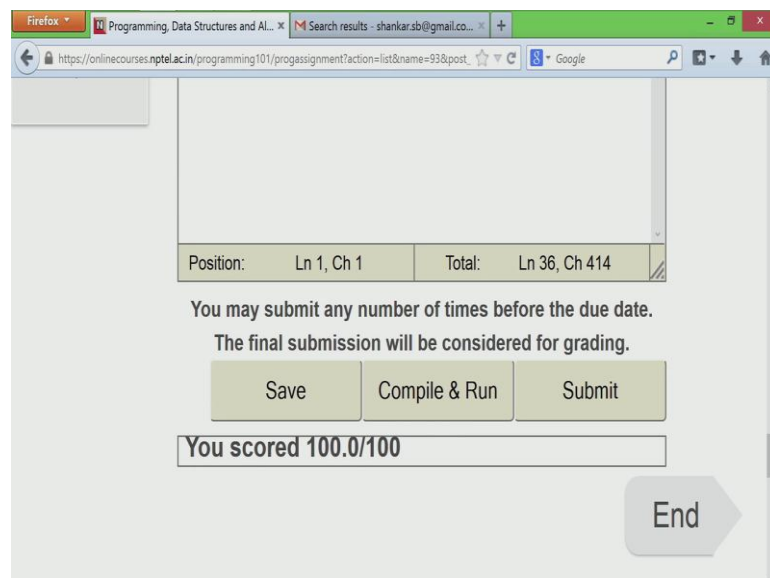 Firefox
Programming, Data Structures and Al... × Search results - shankar.sb@gmail.co... × +
https://onlinecourses.nptel.ac.in/programming101/progassignment?action=list&name=93&post_ Google
Position: Ln 1, Ch 1 Total: Ln 36, Ch 414
You may submit any number of times before the due date.
The final submission will be considered for grading.
Save Compile & Run Submit
You scored 100.0/100
End